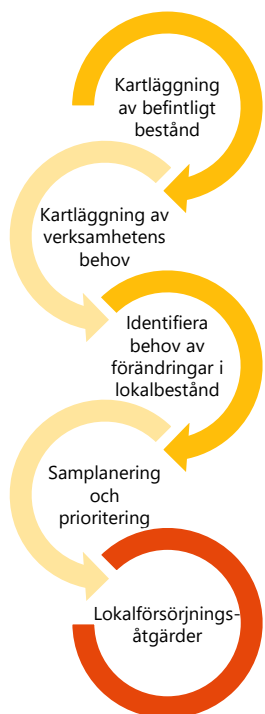 Kartläggning
av befintligt
bestånd
Kartläggning av
verksamhetens
behov
Identifiera
behov av
förändringar i
lokalbestånd
Samplanering
och
prioritering
Lokalförsörjnings-
åtgärder